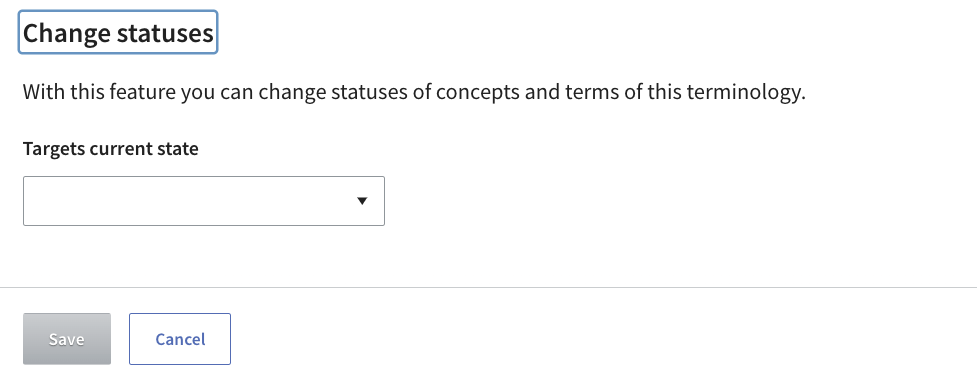 Change statuses
With this feature you can change statuses of concepts and terms of this terminology.
Targets current state
Save
Cancel